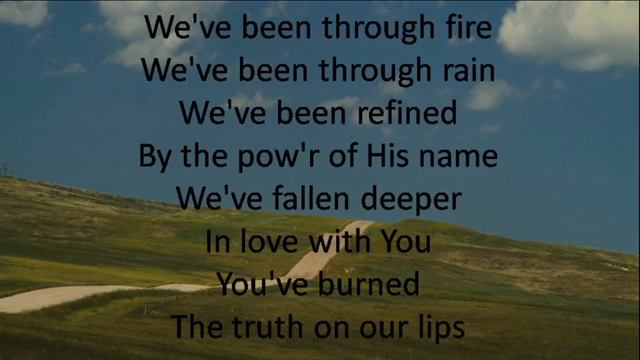 We've been through fire
We've been through rain
We've been refined
By the pow'r of His name
We've fallen deeper
In love with You
You've burned
The truth on our lips